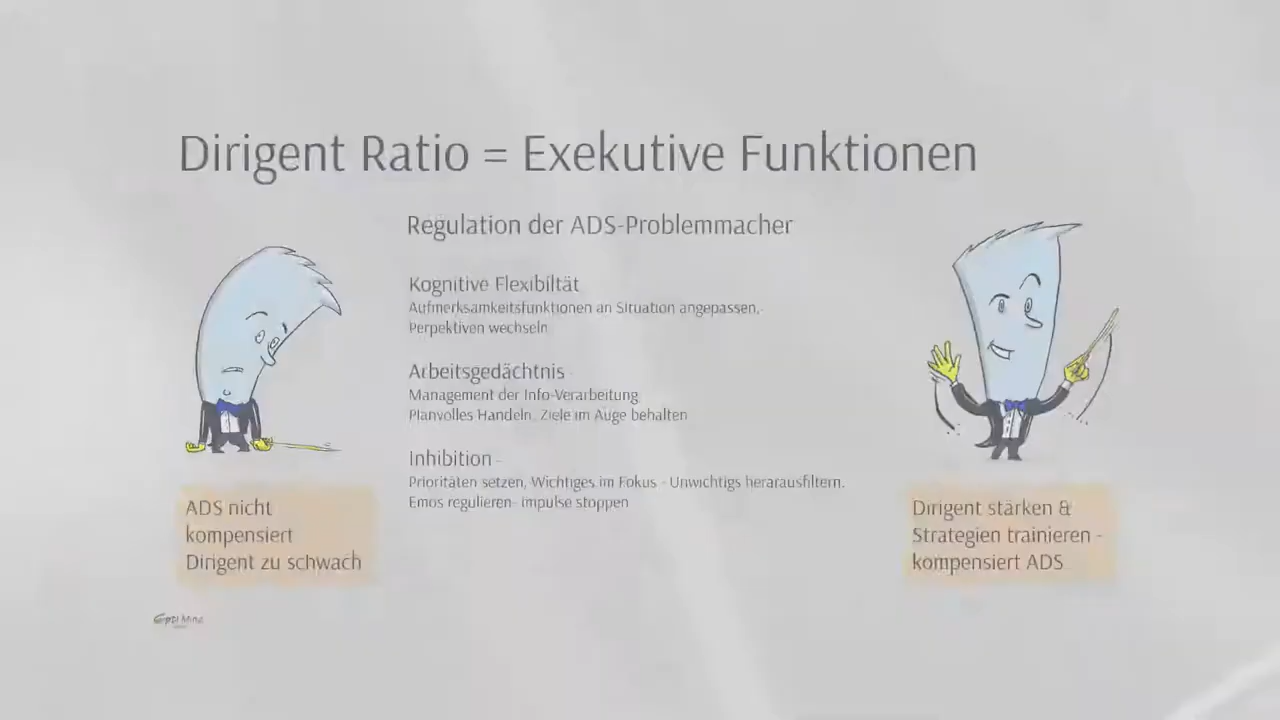 Dirigent Ratio = Exekutive Funktionen
Regulation der ADS-Problemmacher
Kognitive Flexibiltät
Aufmerksamkeitsfunktionen an Situation angepassen,
Perpektiven wechseln
Arbeitsgedächtnis
Management der Info-Verarbeitung
Planvolles Handeln, Ziele im Auge behalten
Inhibition -
Prioritäten setzen, Wichtiges im Fokus - Unwichtigs herarausfiltern.
Emos regulieren- Impulse stoppen
ADS nicht
kompensiert
Dirigent zu schwach
Dirigent stärken &
Strategien trainieren -
kompensiert ADS